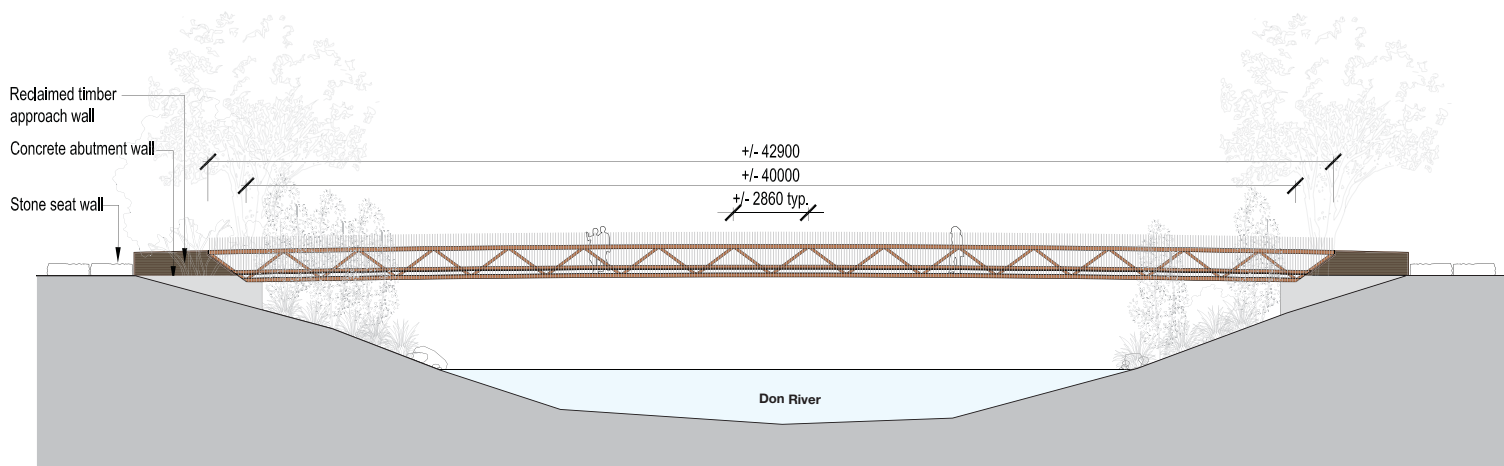 Reclaimed timber
approach wall
Concrete abutment wall
Stone seat wall
+/- 42900
+/- 40000
+/- 2860 typ.
Don River